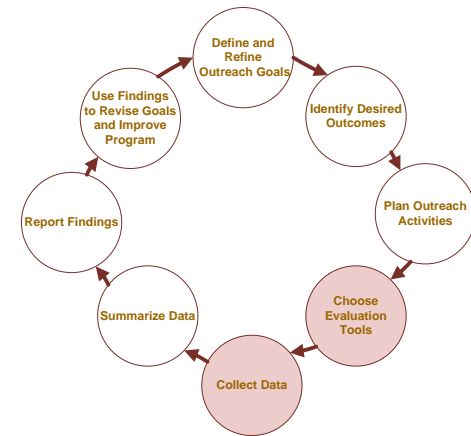 Define and
Refine
Outreach Goals
Identify Desired
Outcomes
Plan Outreach
Activities
Choose
Evaluation
Tools
Collect Data
Summarize Data
Report Findings
Use Findings
to Revise Goals
and Improve
Program